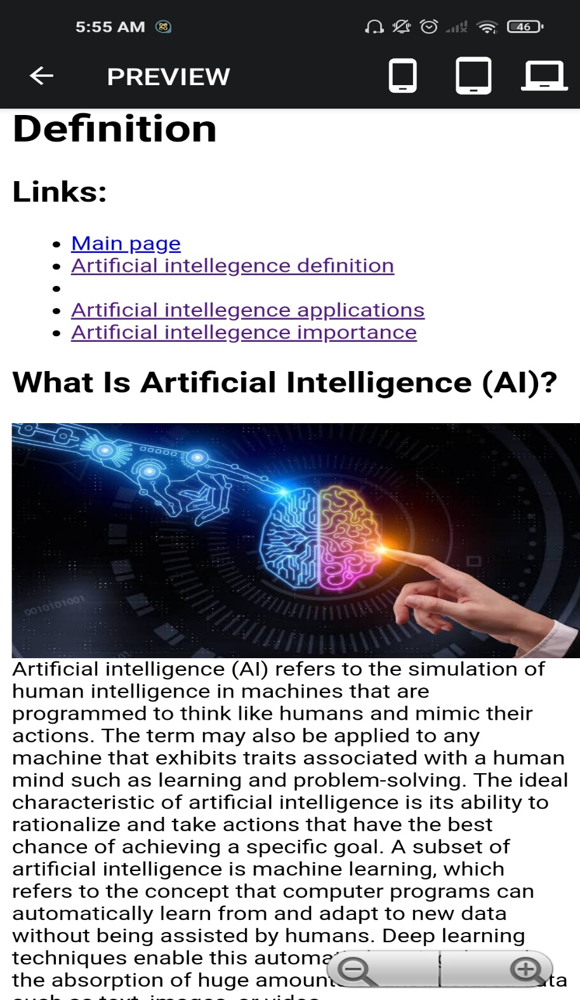 5:55 AM
46
PREVIEW
Definition
Links:
Main page
Artificial intellegence definition
Artificial intellegence applications
Artificial intellegence importance
What Is Artificial Intelligence (AI)?
0010101001
Artificial intelligence (AI) refers to the simulation of
human intelligence in machines that are
programmed to think like humans and mimic their
actions. The term may also be applied to any
machine that exhibits traits associated with a human
mind such as learning and problem-solving. The ideal
characteristic of artificial intelligence is its ability to
rationalize and take actions that have the best
chance of achieving a specific goal. A subset of
artificial intelligence is machine learning, which
refers to the concept that computer programs can
automatically learn from and adapt to new data
without being assisted by humans. Deep learning
techniques enable this
the absorption of huge
such as text, images, or video.